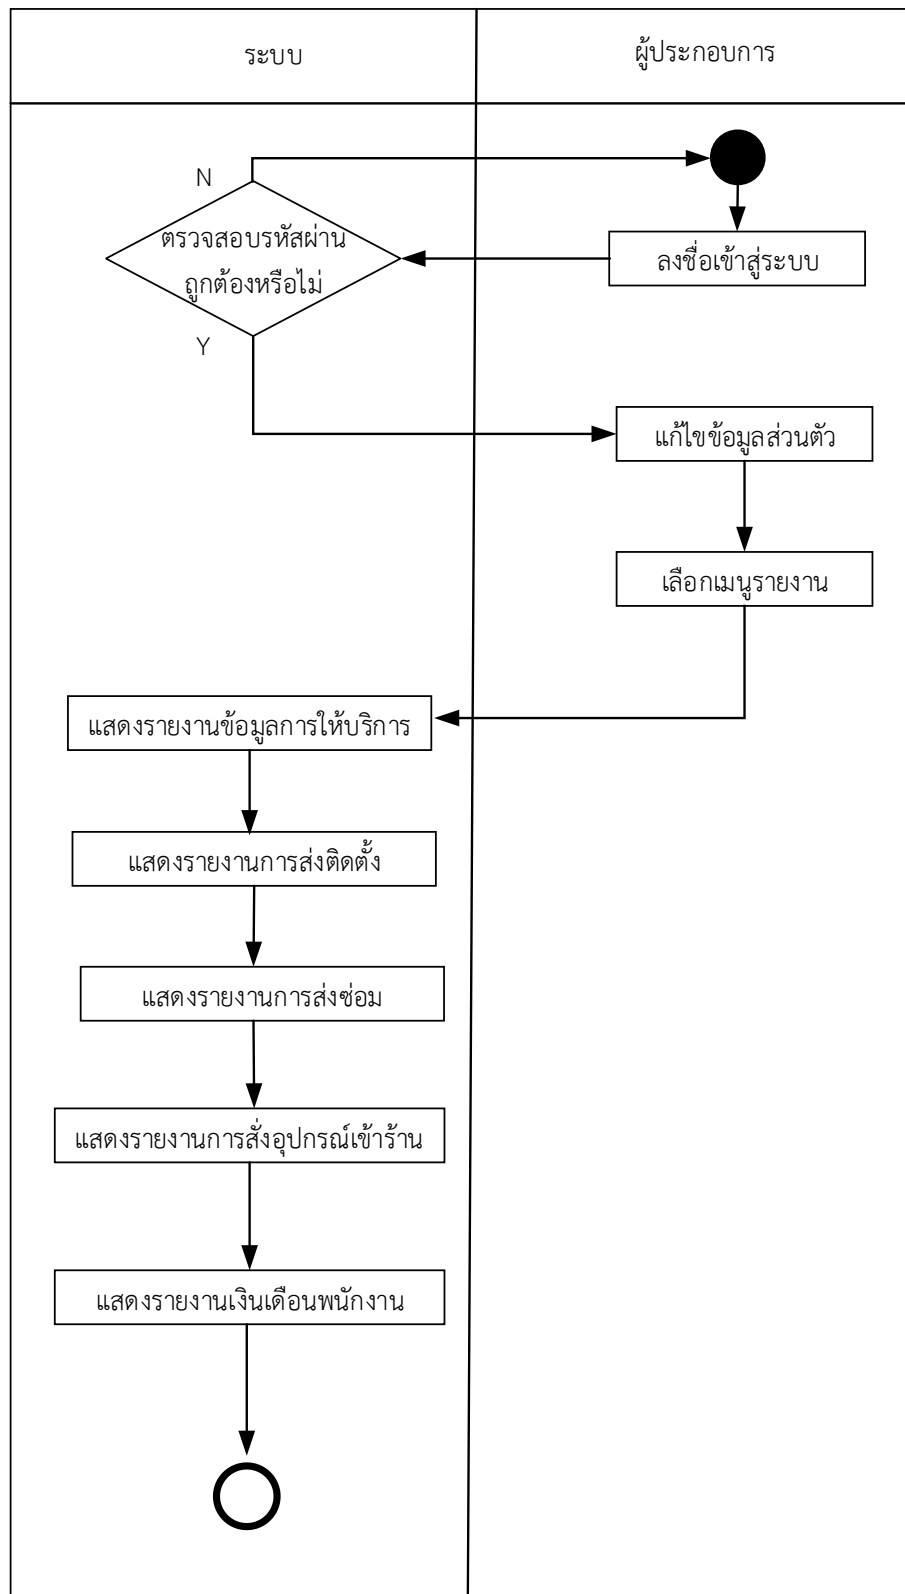 ระบบ
ผู้ประกอบการ
N
ตรวจสอบรหัสผ่าน
ถูกต้องหรือไม่
ลงชื่อเข้าสู่ระบบ
Y
แก้ไขข้อมูลส่วนตัว
เลือกเมนูรายงาน
แสดงรายงานข้อมูลการให้บริการ
แสดงรายงานการส่งติดตั้ง
แสดงรายงานการส่งซ่อม
แสดงรายงานการสั่งอุปกรณ์เข้าร้าน
แสดงรายงานเงินเดือนพนักงาน